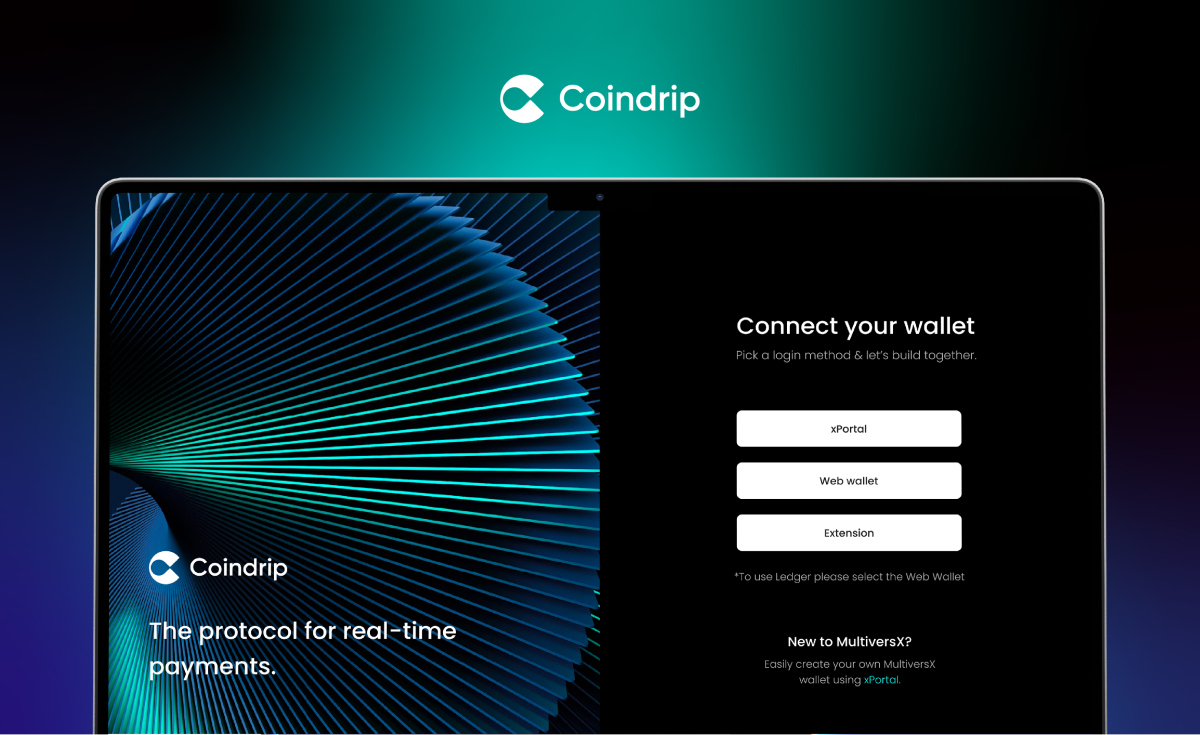 Coindrip
Coindrip
The protocol for real-time
payments.
Connect your wallet
Pick a login method & let's build together.
xPortal
Web wallet
Extension
*To use Ledger please select the Web Wallet
New to MultiversX?
Easily create your own MultiversX
wallet using xPortal.